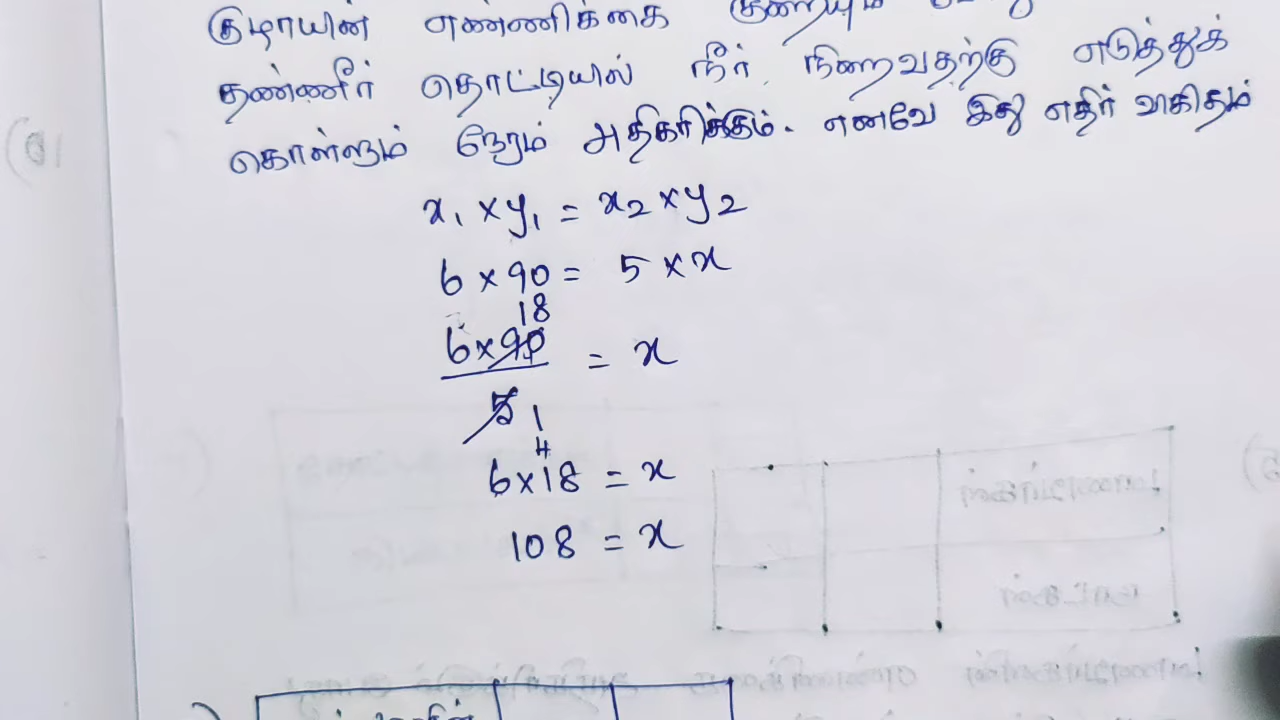 குழாயின் எண்ணிக்கை குறையும்
தண்ணீர் தொட்டியில் நீர் நிறைவதற்கு எடுத்துக்
கொள்ளும் நேரம் அதிகரிக்கும். எனவே இது எதிர் விகிதம்
x₁ × y₁ = x₂ × y₂
6 × 90 = 5 × x
18
6 × 90 = x
5 1
4
6 × 18 = x
108 = x